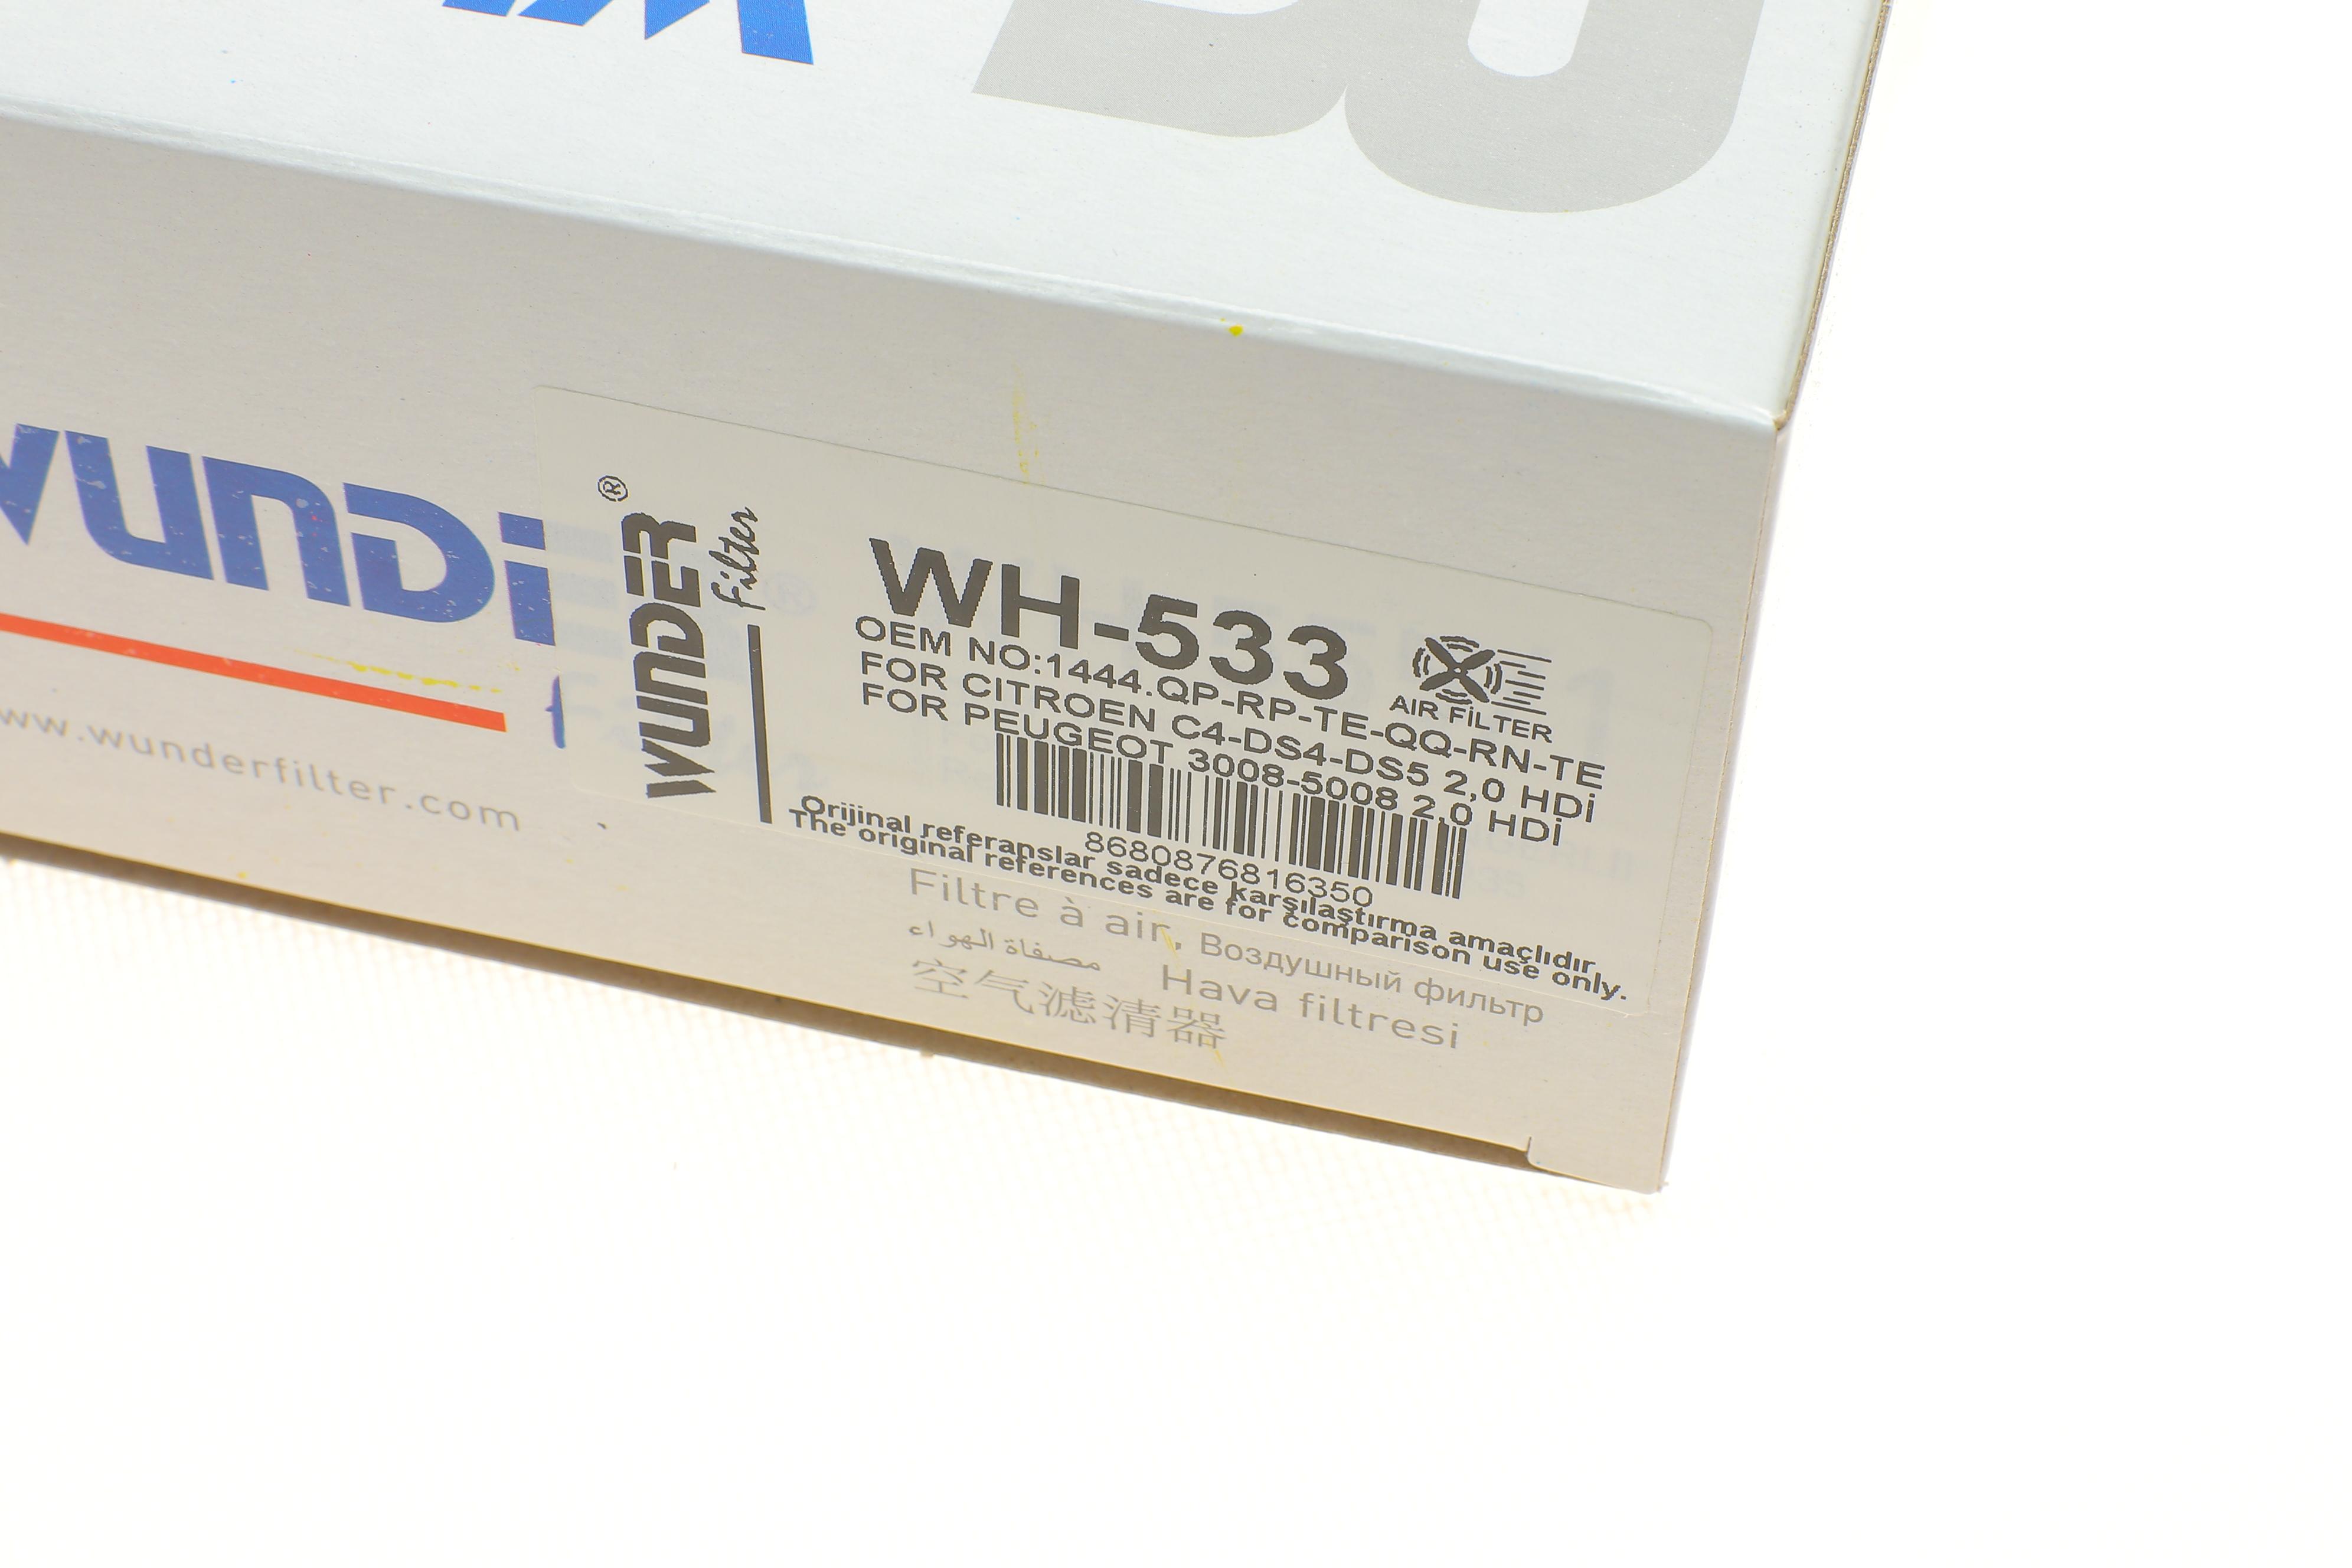 WUNDER®
Filter
WH-533
AIR FİLTER
OEM NO:1444.QP-RP-TE-QQ-RN-TE
FOR CITROEN C4-DS4-DS5 2,0 HDİ
FOR PEUGEOT 3008-5008 2,0 HDİ
8680876816350
Orijinal referanslar sadece karşılaştırma amaçlıdır.
The original references are for comparison use only.
Filtre à air, Воздушный фильтр
مصفاة الهواء Hava filtresi
空气滤清器
ww.wunderfilter.com